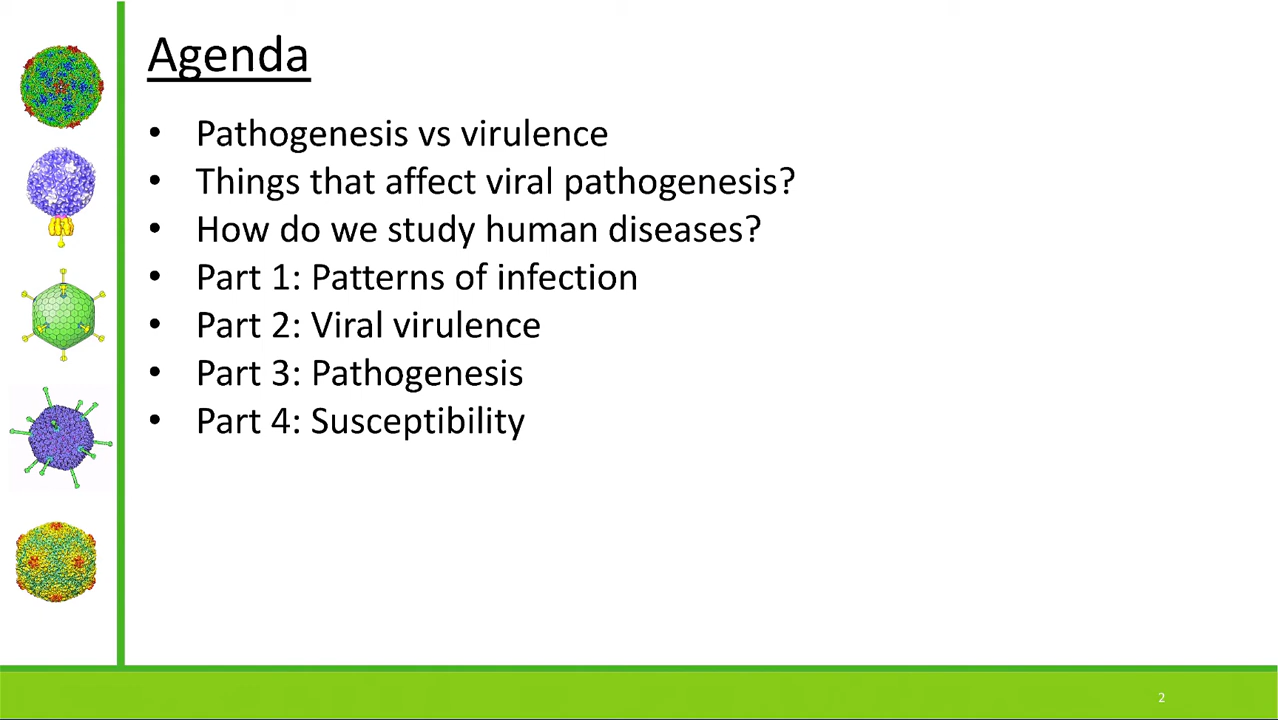 Agenda
• Pathogenesis vs virulence
• Things that affect viral pathogenesis?
• How do we study human diseases?
• Part 1: Patterns of infection
• Part 2: Viral virulence
• Part 3: Pathogenesis
• Part 4: Susceptibility
2